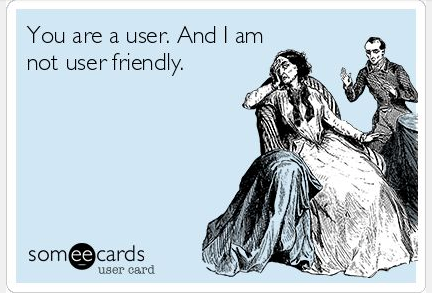 You are a user. And I am
not user friendly.
someecards
user card